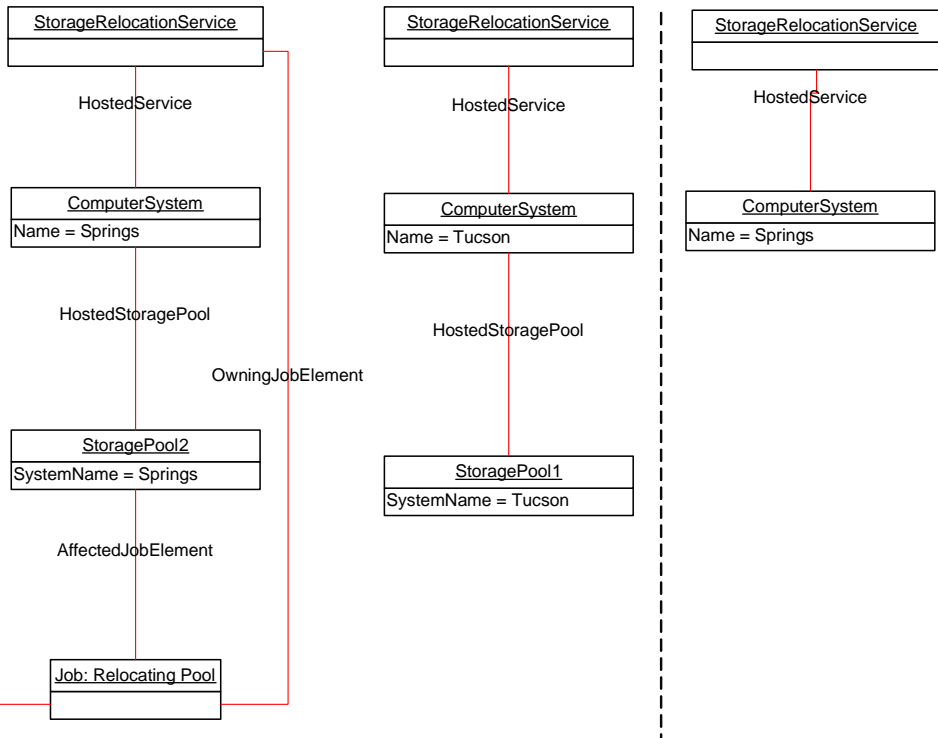 StorageRelocationService
HostedService
ComputerSystem
Name = Springs
HostedStoragePool
OwningJobElement
StoragePool2
SystemName = Springs
AffectedJobElement
Job: Relocating Pool
StorageRelocationService
HostedService
ComputerSystem
Name = Tucson
HostedStoragePool
StoragePool1
SystemName = Tucson
StorageRelocationService
HostedService
ComputerSystem
Name = Springs